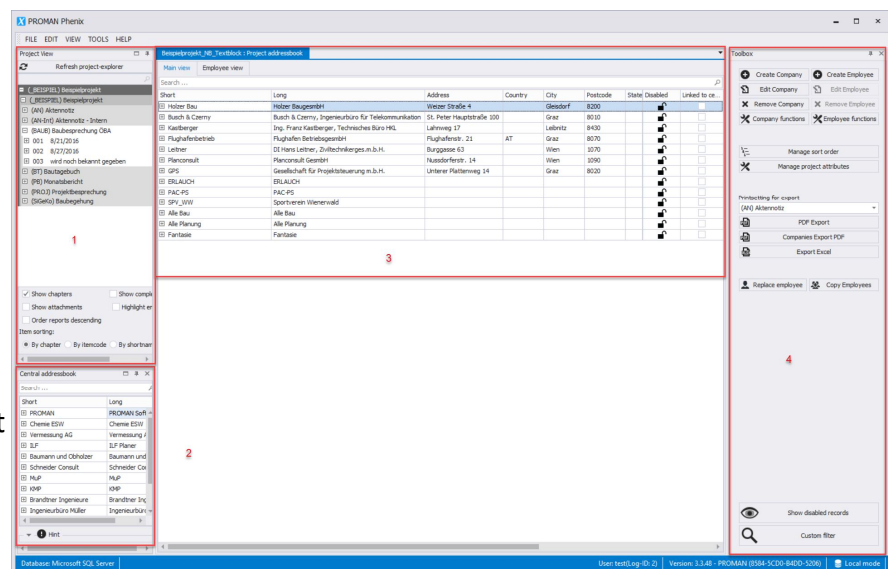 PROMAN Phenix
FILE EDIT VIEW TOOLS HELP
Project View
Refresh project-explorer
(_BEISPIEL) Beispielprojekt
(_BEISPIEL) Beispielprojekt
(AN) Aktennotiz
(AN-Int) Aktennotiz - Intern
(BAUB) Baubesprechung ÖBA
001 8/21/2016
002 8/27/2016
003 wird noch bekannt gegeben
(BT) Bautagebuch
(PB) Monatsbericht
(PROJ) Projektbesprechung
(SiGeKo) Baubegehung
1
Show chapters Show comple
Show attachments Highlight er
Order reports descending
Item sorting:
By chapter By itemcode By shortnam
Central addressbook
Search ...
Short Long
PROMAN PROMAN Soft
Chemie ESW Chemie ESW
Vermessung AG Vermessung A
ILF ILF Planer
Baumann und Obholzer Baumann und
Schneider Consult Schneider Cor
MuP MuP
KMP KMP
Brandtner Ingenieure Brandtner Ing
Ingenieurbüro Müller Ingenieurbüro
Hint
t
2
Beispielprojekt_NB_Textblock : Project addressbook
Main view Employee view
Search ...
Short Long Address Country City Postcode State Disabled Linked to ce...
Holzer Bau Holzer BaugesmbH Weizer Straße 4 Gleisdorf 8200
Busch & Czerny Busch & Czerny, Ingenieurbüro für Telekommunikation St. Peter Hauptstraße 100 Graz 8010
Kastberger Ing. Franz Kastberger, Technisches Büro HKL Lahnweg 17 Leibnitz 8430
Flughafenbetrieb Flughafen BetriebsgesmbH Flughafenstr. 21 AT Graz 8070
Leitner DI Hans Leitner, Ziviltechnikerges.m.b.H. Burggasse 63 Wien 1070
Planconsult Planconsult GesmbH Nussdorferstr. 14 Wien 1090
GPS Gesellschaft für Projektsteuerung m.b.H. Unterer Plattenweg 14 Graz 8020
ERLAUCH ERLAUCH
PAC-PS PAC-PS
SPV_WW Sportverein Wienerwald
Alle Bau Alle Bau
Alle Planung Alle Planung
Fantasie Fantasie
3
Toolbox
Create Company Create Employee
Edit Company Edit Employee
Remove Company Remove Employee
Company functions Employee functions
Manage sort order
Manage project attributes
Printsetting for export
(AN) Aktennotiz
PDF Export
Companies Export PDF
Export Excel
Replace employee Copy Employees
4
Show disabled records
Custom filter
Database: Microsoft SQL Server User: test(Log-ID: 2) Version: 3.3.48 - PROMAN (8584-5CD0-B4DD-5206) Local mode